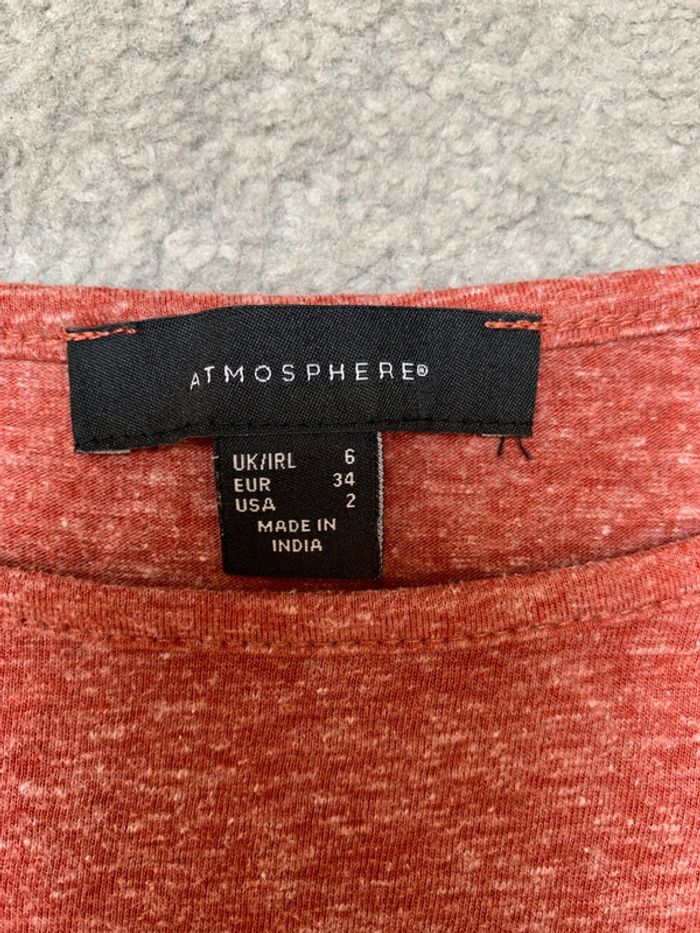 ATMOSPHERE®
UK/IRL 6
EUR 34
USA 2
MADE IN
INDIA